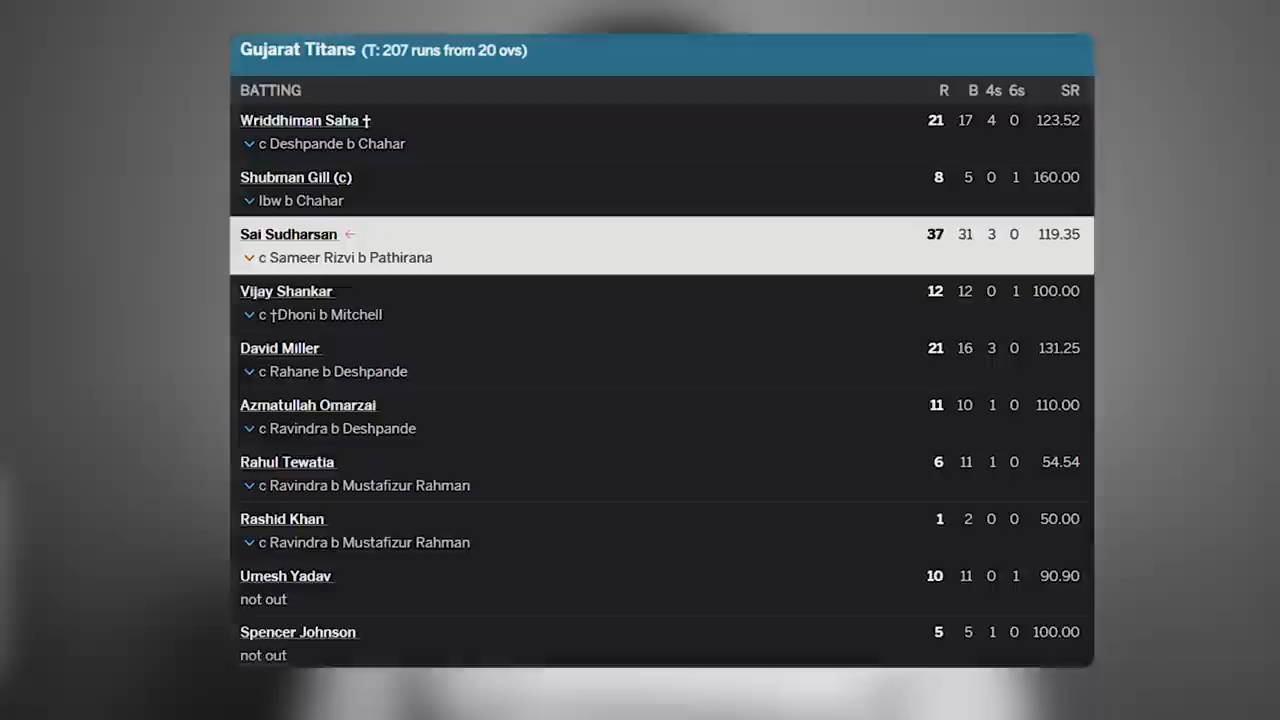 Gujarat Titans (T: 207 runs from 20 ovs)
BATTING R B 4s 6s SR
Wriddhiman Saha † 21 17 4 0 123.52
c Deshpande b Chahar
Shubman Gill (c) 8 5 0 1 160.00
lbw b Chahar
Sai Sudharsan ← 37 31 3 0 119.35
c Sameer Rizvi b Pathirana
Vijay Shankar 12 12 0 1 100.00
c †Dhoni b Mitchell
David Miller 21 16 3 0 131.25
c Rahane b Deshpande
Azmatullah Omarzai 11 10 1 0 110.00
c Ravindra b Deshpande
Rahul Tewatia 6 11 1 0 54.54
c Ravindra b Mustafizur Rahman
Rashid Khan 1 2 0 0 50.00
c Ravindra b Mustafizur Rahman
Umesh Yadav 10 11 0 1 90.90
not out
Spencer Johnson 5 5 1 0 100.00
not out